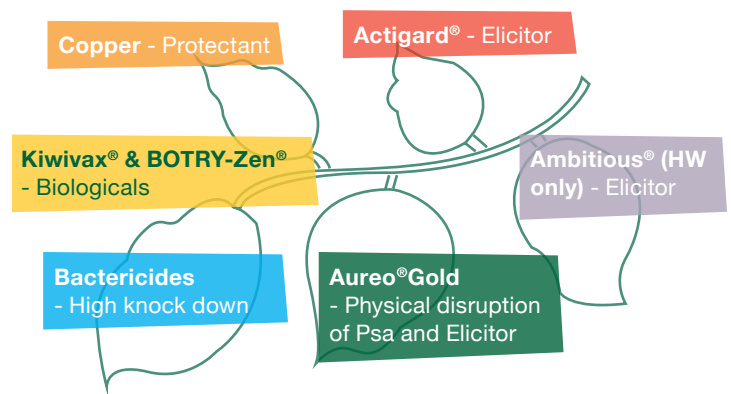 Copper - Protectant
Actigard® - Elicitor
Kiwivax® & BOTRY-Zen®
- Biologicals
Ambitious® (HW
only) - Elicitor
Bactericides
- High knock down
Aureo®Gold
- Physical disruption
of Psa and Elicitor